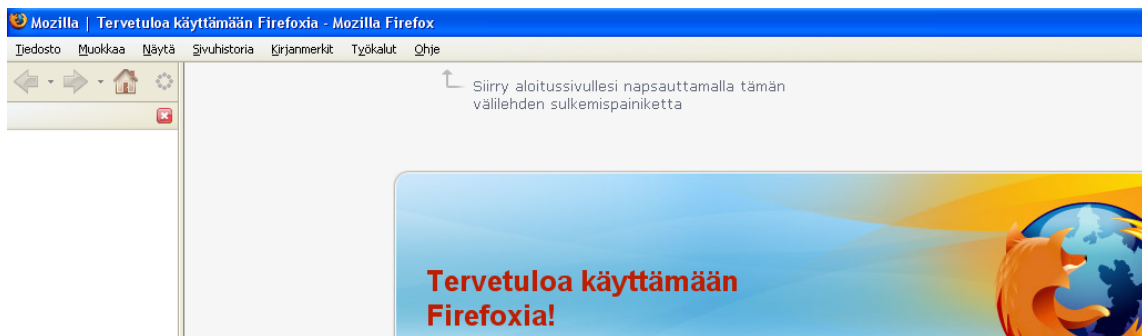 Mozilla | Tervetuloa käyttämään Firefoxia - Mozilla Firefox
Tiedosto Muokkaa Näytä Sivuhistoria Kirjanmerkit Työkalut Ohje
Siirry aloitussivullesi napsauttamalla tämän
välilehden sulkemispainiketta
Tervetuloa käyttämään
Firefoxia!